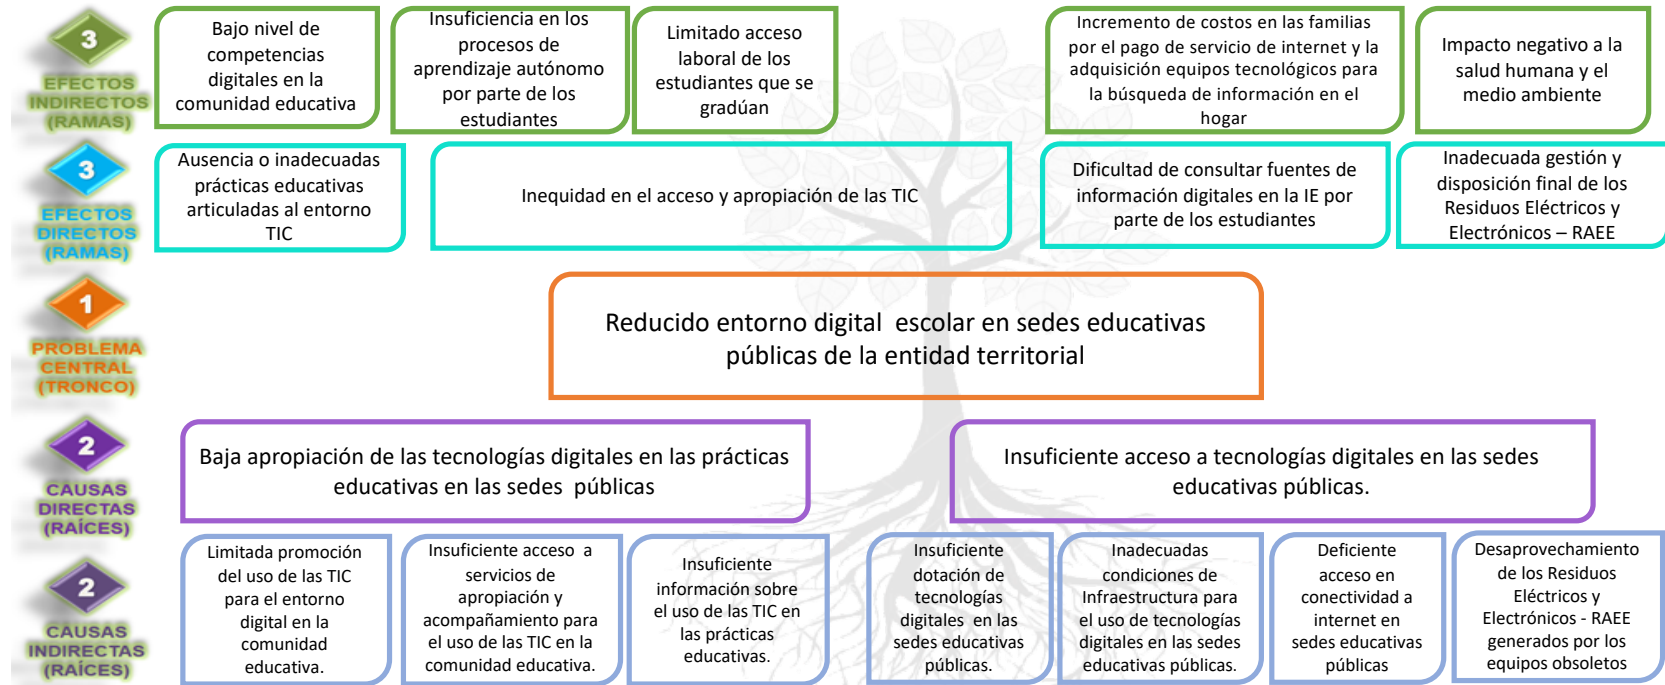 3
EFECTOS
INDIRECTOS
(RAMAS)
Bajo nivel de
competencias
digitales en la
comunidad educativa
Insuficiencia en los
procesos de
aprendizaje autónomo
por parte de los
estudiantes
Limitado acceso
laboral de los
estudiantes que se
gradúan
Incremento de costos en las familias
por el pago de servicio de internet y la
adquisición equipos tecnológicos para
la búsqueda de información en el
hogar
Impacto negativo a la
salud humana y el
medio ambiente
3
EFECTOS
DIRECTOS
(RAMAS)
Ausencia o inadecuadas
prácticas educativas
articuladas al entorno
TIC
Inequidad en el acceso y apropiación de las TIC
Dificultad de consultar fuentes de
información digitales en la IE por
parte de los estudiantes
Inadecuada gestión y
disposición final de los
Residuos Eléctricos y
Electrónicos – RAEE
1
PROBLEMA
CENTRAL
(TRONCO)
Reducido entorno digital  escolar en sedes educativas
públicas de la entidad territorial
2
CAUSAS
DIRECTAS
(RAÍCES)
Baja apropiación de las tecnologías digitales en las prácticas
educativas en las sedes  públicas
Insuficiente acceso a tecnologías digitales en las sedes
educativas públicas.
2
CAUSAS
INDIRECTAS
(RAÍCES)
Limitada promoción
del uso de las TIC
para el entorno
digital en la
comunidad
educativa.
Insuficiente acceso  a
servicios de
apropiación y
acompañamiento para
el uso de las TIC en la
comunidad educativa.
Insuficiente
información sobre
el uso de las TIC en
las prácticas
educativas.
Insuficiente
dotación de
tecnologías
digitales  en las
sedes educativas
públicas.
Inadecuadas
condiciones de
Infraestructura para
el uso de tecnologías
digitales en las sedes
educativas públicas.
Deficiente
acceso en
conectividad a
internet en
sedes educativas
públicas
Desaprovechamiento
de los Residuos
Eléctricos y
Electrónicos - RAEE
generados por los
equipos obsoletos